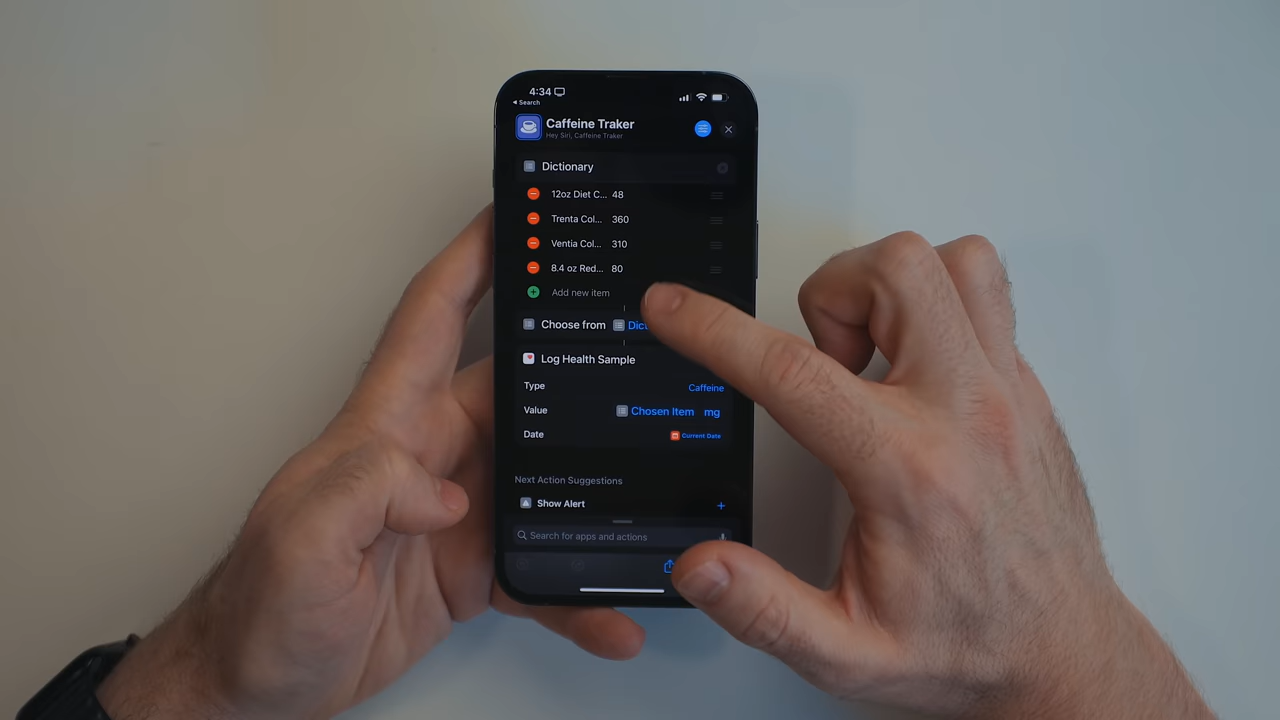 4:34
Search
Caffeine Traker
Hey Siri, Caffeine Traker
Dictionary
12oz Diet C... 48
Trenta Col... 360
Ventia Col... 310
8.4 oz Red... 80
Add new item
Choose from Dict
Log Health Sample
Type Caffeine
Value Chosen Item mg
Date Current Date
Next Action Suggestions
Show Alert
Search for apps and actions